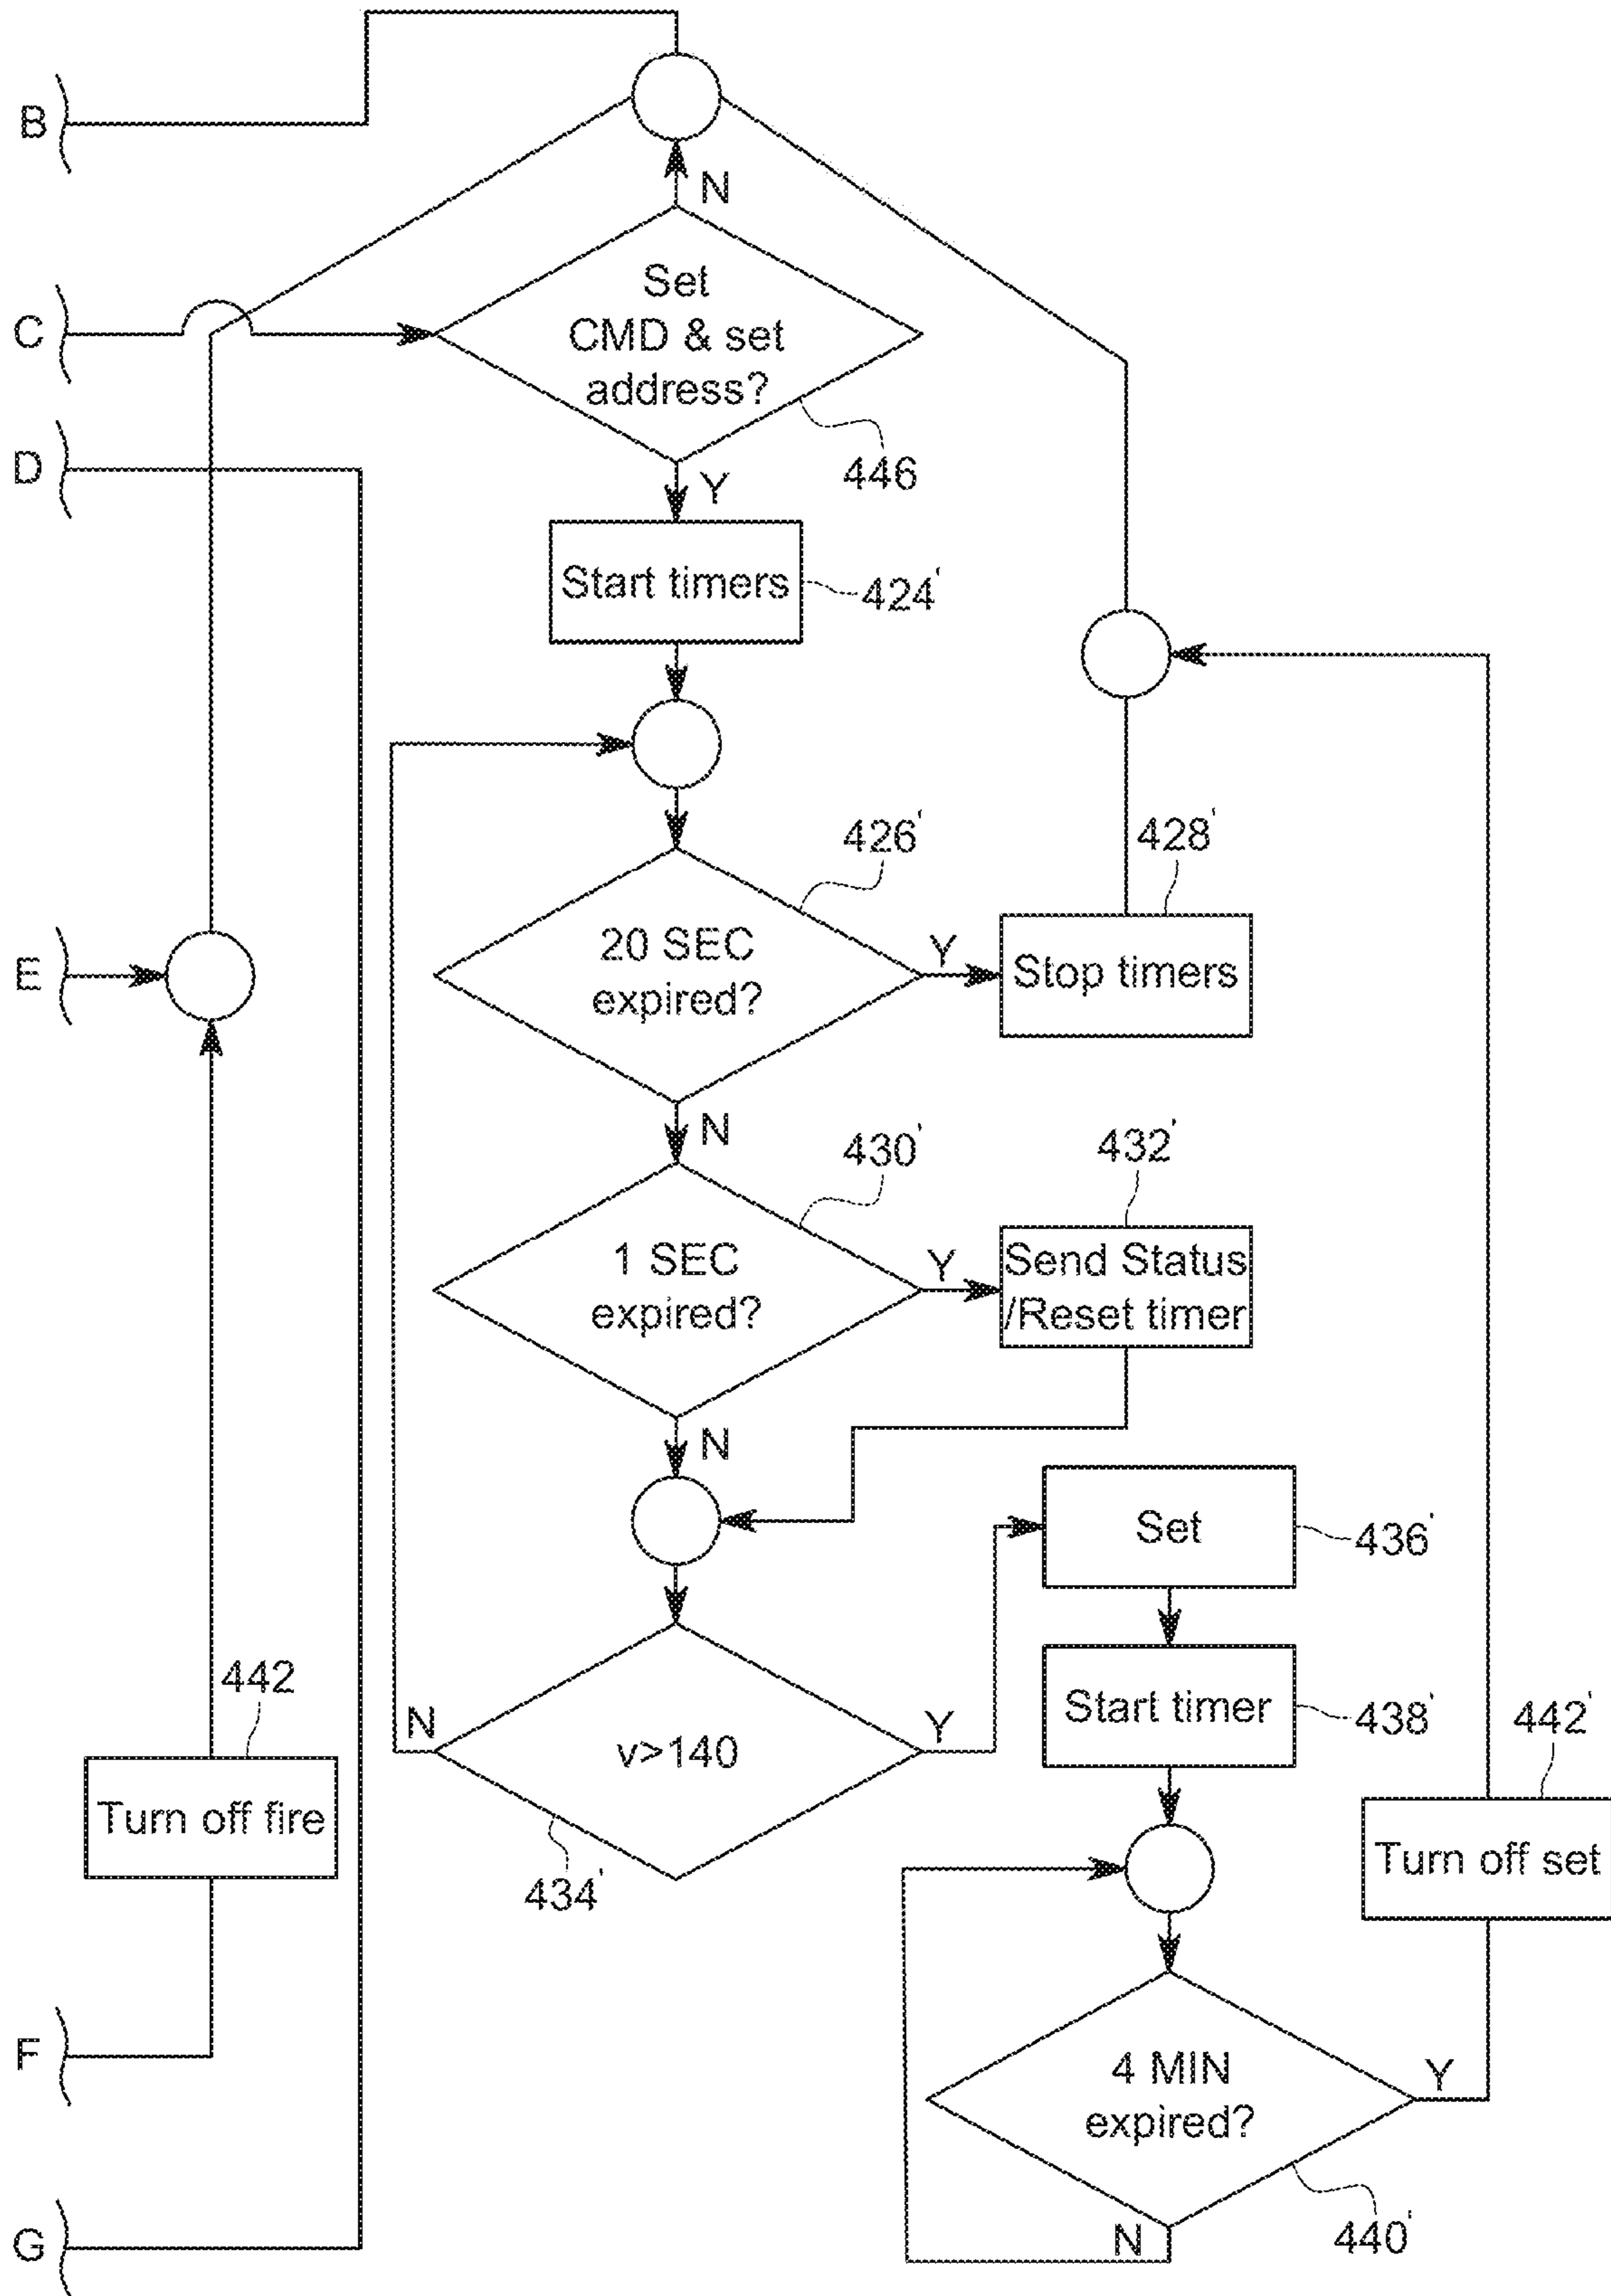 B
N
C
Set
CMD & set
address?
446
D
Y
Start timers
424'
426'
428'
20 SEC
expired?
Y
Stop timers
E
N
430'
432'
1 SEC
expired?
Y
Send Status
/Reset timer
N
Set
436'
442
Start timer
438'
442'
N
v>140
Y
Turn off fire
Turn off set
434'
F
4 MIN
expired?
Y
G
N
440'